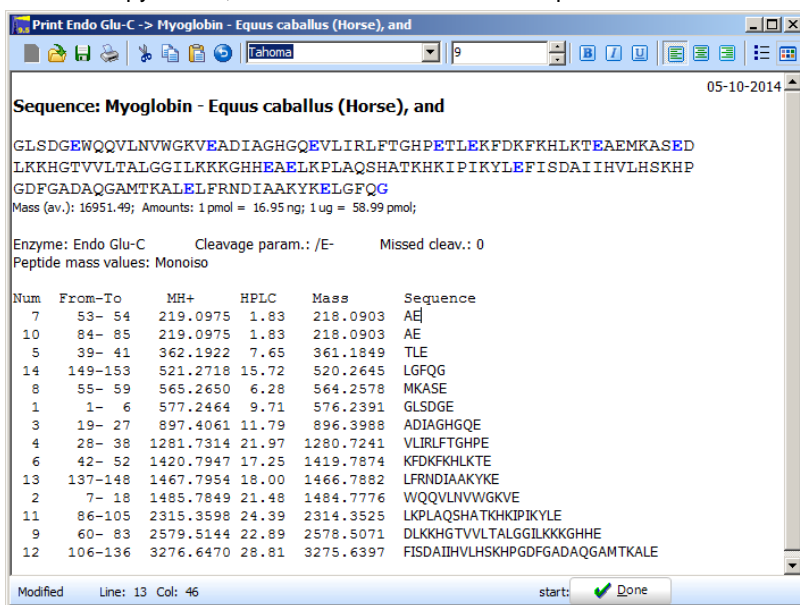 Print Endo Glu-C -> Myoglobin - Equus caballus (Horse), and
Tahoma 9 B I U
05-10-2014
Sequence: Myoglobin - Equus caballus (Horse), and
GLSDGEWQQVLNVWGKVEADIAGHGQEVLIRLFTGHPETLEKFDKFKHLKTEAEMKASED
LKKHGTVVLTALGGILKKKGHHEAELKPLAQSHATKHKIPIKYLEFISDAIIHVLHSKHP
GDFGADAQGAMTKALELFRNDIAAKYKELGFQG
Mass (av.): 16951.49; Amounts: 1 pmol = 16.95 ng; 1 ug = 58.99 pmol;
Enzyme: Endo Glu-C Cleavage param.: /E- Missed cleav.: 0
Peptide mass values: Monoiso
Num From-To MH+ HPLC Mass Sequence
7 53- 54 219.0975 1.83 218.0903 AE
10 84- 85 219.0975 1.83 218.0903 AE
5 39- 41 362.1922 7.65 361.1849 TLE
14 149-153 521.2718 15.72 520.2645 LGFQG
8 55- 59 565.2650 6.28 564.2578 MKASE
1 1- 6 577.2464 9.71 576.2391 GLSDGE
3 19- 27 897.4061 11.79 896.3988 ADIAGHGQE
4 28- 38 1281.7314 21.97 1280.7241 VLIRLFTGHPE
6 42- 52 1420.7947 17.25 1419.7874 KFDKFKHLKTE
13 137-148 1467.7954 18.00 1466.7882 LFRNDIAAKYKE
2 7- 18 1485.7849 21.48 1484.7776 WQQVLNVWGKVE
11 86-105 2315.3598 24.39 2314.3525 LKPLAQSHATKHKIPIKYLE
9 60- 83 2579.5144 22.89 2578.5071 DLKKHGTVVLTALGGILKKKGHHE
12 106-136 3276.6470 28.81 3275.6397 FISDAIIHVLHSKHPGDFGADAQGAMTKALE
Modified Line: 13 Col: 46 start: Done